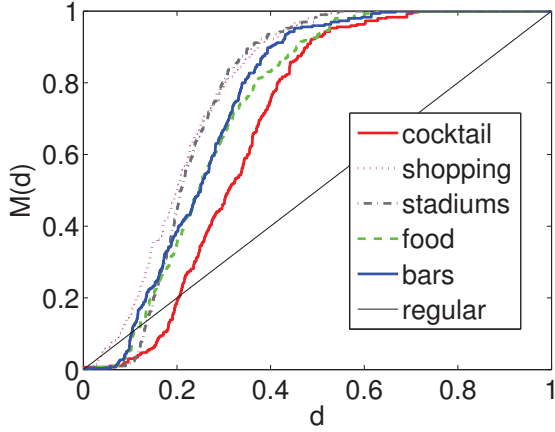 1
0.8
0.6
0.4
0.2
0
M(d)
0 0.2 0.4 0.6 0.8 1
d
cocktail
shopping
stadiums
food
bars
regular